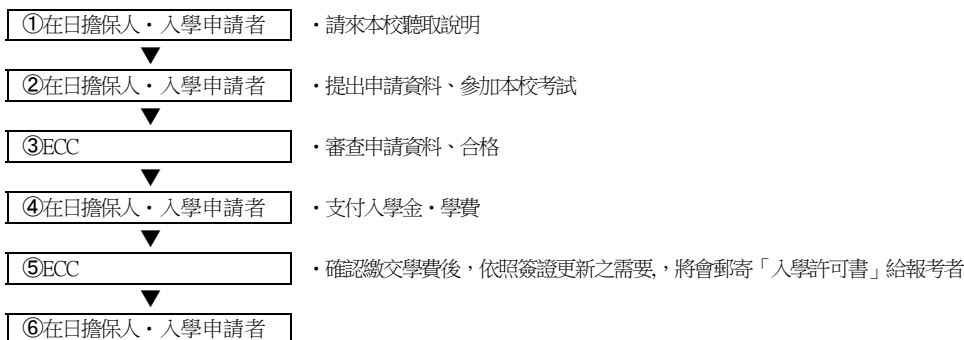 ①在日擔保人・入學申請者 ・請來本校聽取說明
▼
②在日擔保人・入學申請者 ・提出申請資料、參加本校考試
▼
③ECC ・審查申請資料、合格
▼
④在日擔保人・入學申請者 ・支付入學金・學費
▼
⑤ECC ・確認繳交學費後，依照簽證更新之需要,，將會郵寄「入學許可書」給報考者
▼
⑥在日擔保人・入學申請者